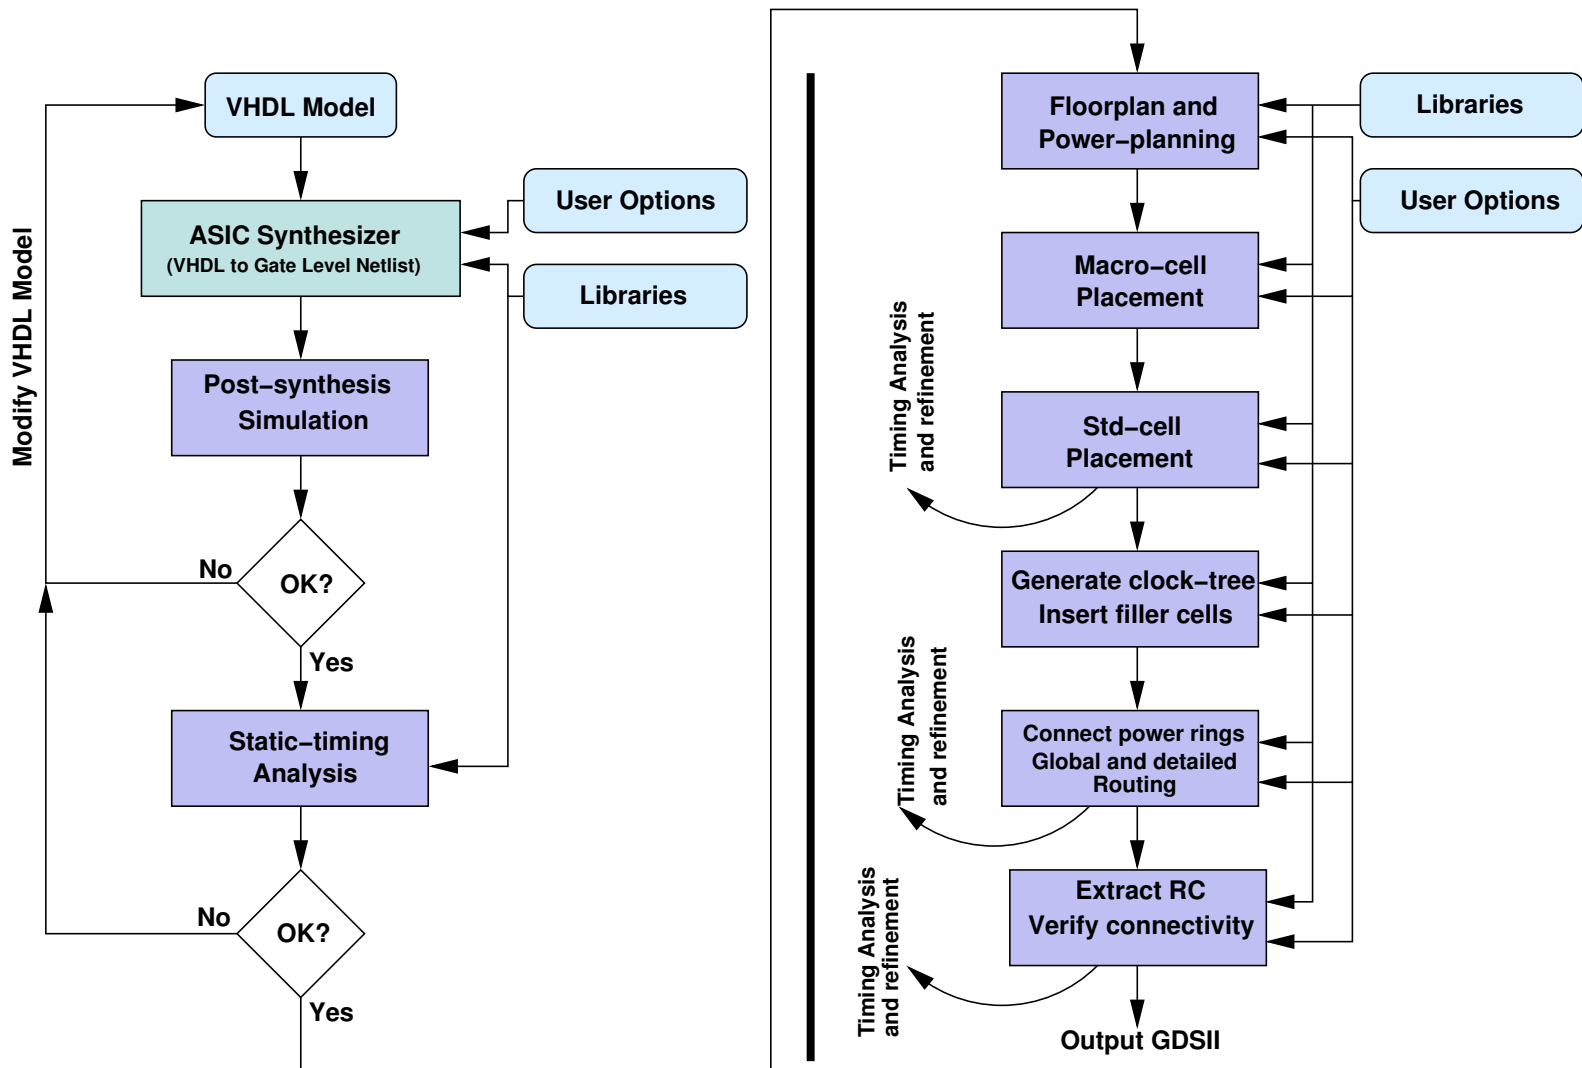 VHDL Model
User Options
ASIC Synthesizer
(VHDL to Gate Level Netlist)
Libraries
Post−synthesis
Simulation
Modify VHDL Model
No
OK?
Yes
Static−timing
Analysis
No
OK?
Yes
Floorplan and
Power−planning
Libraries
User Options
Macro−cell
Placement
Timing Analysis
and refinement
Std−cell
Placement
Generate clock−tree
Insert filler cells
Timing Analysis
and refinement
Connect power rings
Global and detailed
Routing
Timing Analysis
and refinement
Extract RC
Verify connectivity
Output GDSII